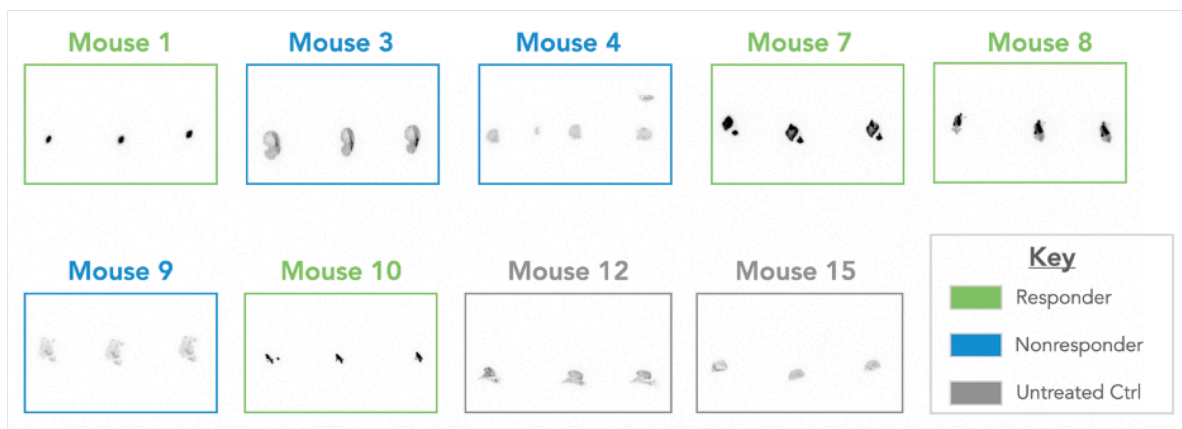 Mouse 1
Mouse 3
Mouse 4
Mouse 7
Mouse 8
Mouse 9
Mouse 10
Mouse 12
Mouse 15
Key
Responder
Nonresponder
Untreated Ctrl